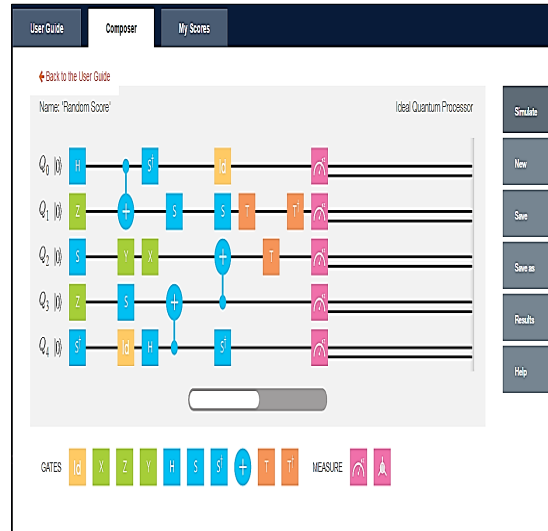 User Guide Composer My Scores
Back to the User Guide
Name: 'Random Score' Ideal Quantum Processor
Simulate
Q0 |0⟩ H S† Id
New
Q1 |0⟩ Z + S S T T†
Save
Q2 |0⟩ S Y X + T
Save as
Q3 |0⟩ Z S +
Results
Q4 |0⟩ S† Id H S†
Help
GATES Id X Z Y H S S† + T T† MEASURE